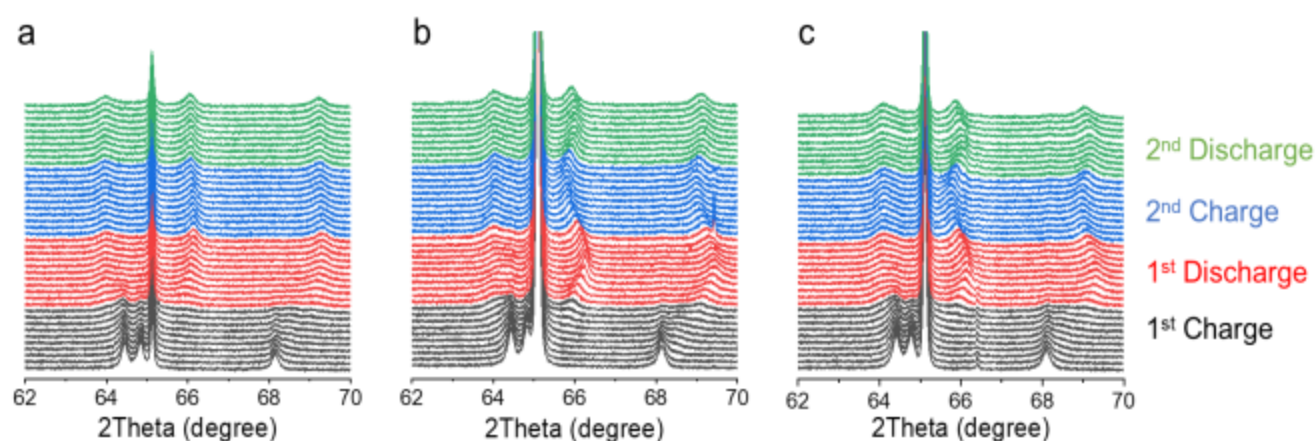 a
b
c
2nd Discharge
2nd Charge
1st Discharge
1st Charge
62 64 66 68 70
62 64 66 68 70
62 64 66 68 70
2Theta (degree)
2Theta (degree)
2Theta (degree)